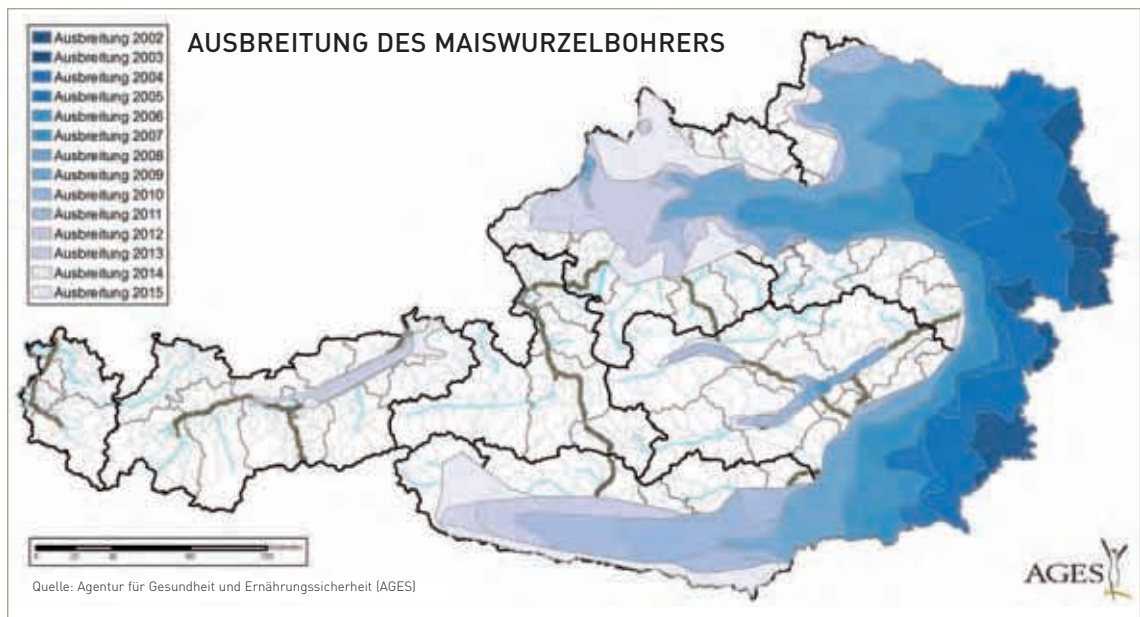 AUSBREITUNG DES MAISWURZELBOHRERS
Ausbreitung 2002
Ausbreitung 2003
Ausbreitung 2004
Ausbreitung 2005
Ausbreitung 2006
Ausbreitung 2007
Ausbreitung 2008
Ausbreitung 2009
Ausbreitung 2010
Ausbreitung 2011
Ausbreitung 2012
Ausbreitung 2013
Ausbreitung 2014
Ausbreitung 2015
Quelle: Agentur für Gesundheit und Ernährungssicherheit (AGES)
AGES